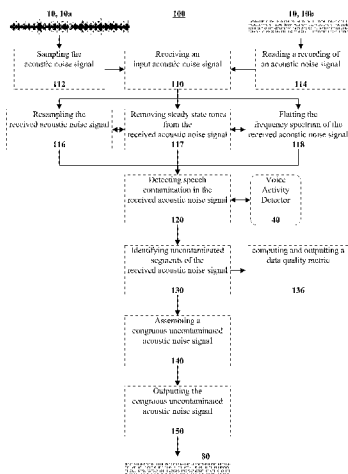 10, 10a
100
10, 10b
Sampling the
acoustic noise signal
112
Receiving an
input acoustic noise signal
110
Reading a recording of
an acoustic noise signal
114
Resampling the
received acoustic noise signal
116
Removing steady state tones
from the
received acoustic noise signal
117
Flatting the
frequency spectrum of the
received acoustic noise signal
118
Detecting speech
contamination in the
received acoustic noise signal
120
Voice
Activity
Detector
40
Identifying uncontaminated
segments of the
received acoustic noise signal
130
computing and outputting a
data quality metric
136
Assembling a
congruous uncontaminated
acoustic noise signal
140
Outputting the
congruous uncontaminated
acoustic noise signal
150
80